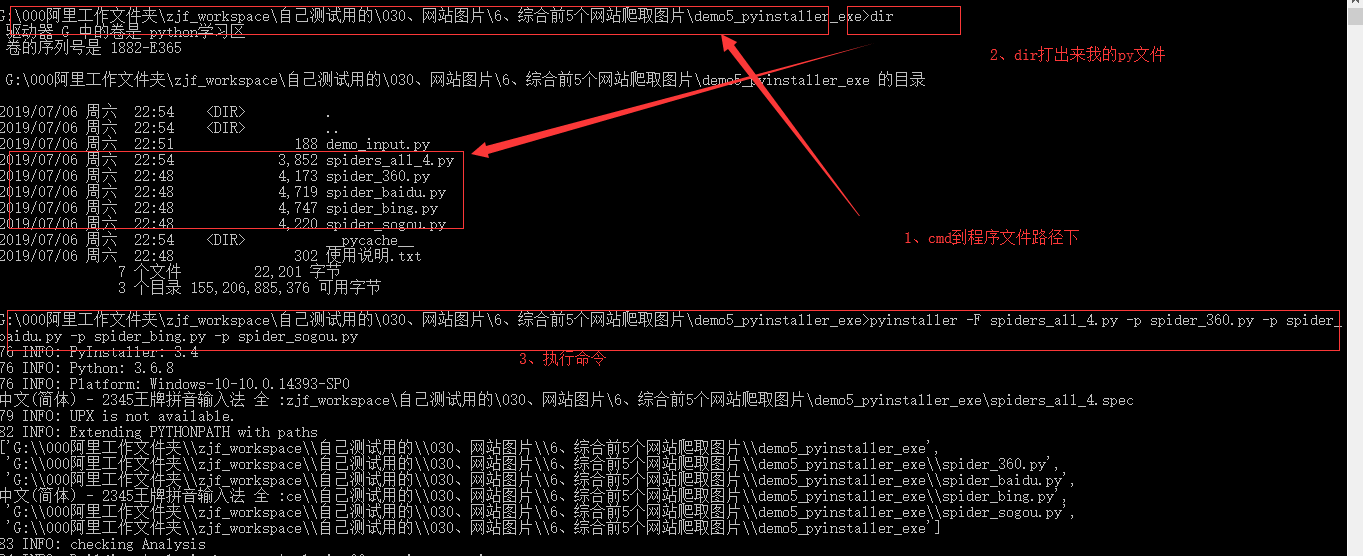 G:\000阿里工作文件夹\zjf_workspace\自己测试用的\030、网站图片\6、综合前5个网站爬取图片\demo5_pyinstaller_exe>dir
驱动器 G 中的卷是 python学习区
卷的序列号是 1882-E365
2、dir打出来我的py文件
G:\000阿里工作文件夹\zjf_workspace\自己测试用的\030、网站图片\6、综合前5个网站爬取图片\demo5_pyinstaller_exe 的目录
2019/07/06 周六  22:54    <DIR>          .
2019/07/06 周六  22:54    <DIR>          ..
2019/07/06 周六  22:51               188 demo_input.py
2019/07/06 周六  22:54             3,852 spiders_all_4.py
2019/07/06 周六  22:48             4,173 spider_360.py
2019/07/06 周六  22:48             4,719 spider_baidu.py
2019/07/06 周六  22:48             4,747 spider_bing.py
2019/07/06 周六  22:48             4,220 spider_sogou.py
2019/07/06 周六  22:54    <DIR>          __pycache__
1、cmd到程序文件路径下
2019/07/06 周六  22:48               302 使用说明.txt
7 个文件         22,201 字节
3 个目录 155,206,885,376 可用字节
G:\000阿里工作文件夹\zjf_workspace\自己测试用的\030、网站图片\6、综合前5个网站爬取图片\demo5_pyinstaller_exe>pyinstaller -F spiders_all_4.py -p spider_360.py -p spider_
baidu.py -p spider_bing.py -p spider_sogou.py
76 INFO: PyInstaller: 3.4
3、执行命令
76 INFO: Python: 3.6.8
76 INFO: Platform: Windows-10-10.0.14393-SP0
中文(简体) - 2345王牌拼音输入法 全 :zjf_workspace\自己测试用的\030、网站图片\6、综合前5个网站爬取图片\demo5_pyinstaller_exe\spiders_all_4.spec
79 INFO: UPX is not available.
82 INFO: Extending PYTHONPATH with paths
['G:\\000阿里工作文件夹\\zjf_workspace\\自己测试用的\\030、网站图片\\6、综合前5个网站爬取图片\\demo5_pyinstaller_exe',
'G:\\000阿里工作文件夹\\zjf_workspace\\自己测试用的\\030、网站图片\\6、综合前5个网站爬取图片\\demo5_pyinstaller_exe\\spider_360.py',
'G:\\000阿里工作文件夹\\zjf_workspace\\自己测试用的\\030、网站图片\\6、综合前5个网站爬取图片\\demo5_pyinstaller_exe\\spider_baidu.py',
中文(简体) - 2345王牌拼音输入法 全 :ce\\自己测试用的\\030、网站图片\\6、综合前5个网站爬取图片\\demo5_pyinstaller_exe\\spider_bing.py',
'G:\\000阿里工作文件夹\\zjf_workspace\\自己测试用的\\030、网站图片\\6、综合前5个网站爬取图片\\demo5_pyinstaller_exe\\spider_sogou.py',
'G:\\000阿里工作文件夹\\zjf_workspace\\自己测试用的\\030、网站图片\\6、综合前5个网站爬取图片\\demo5_pyinstaller_exe']
83 INFO: checking Analysis